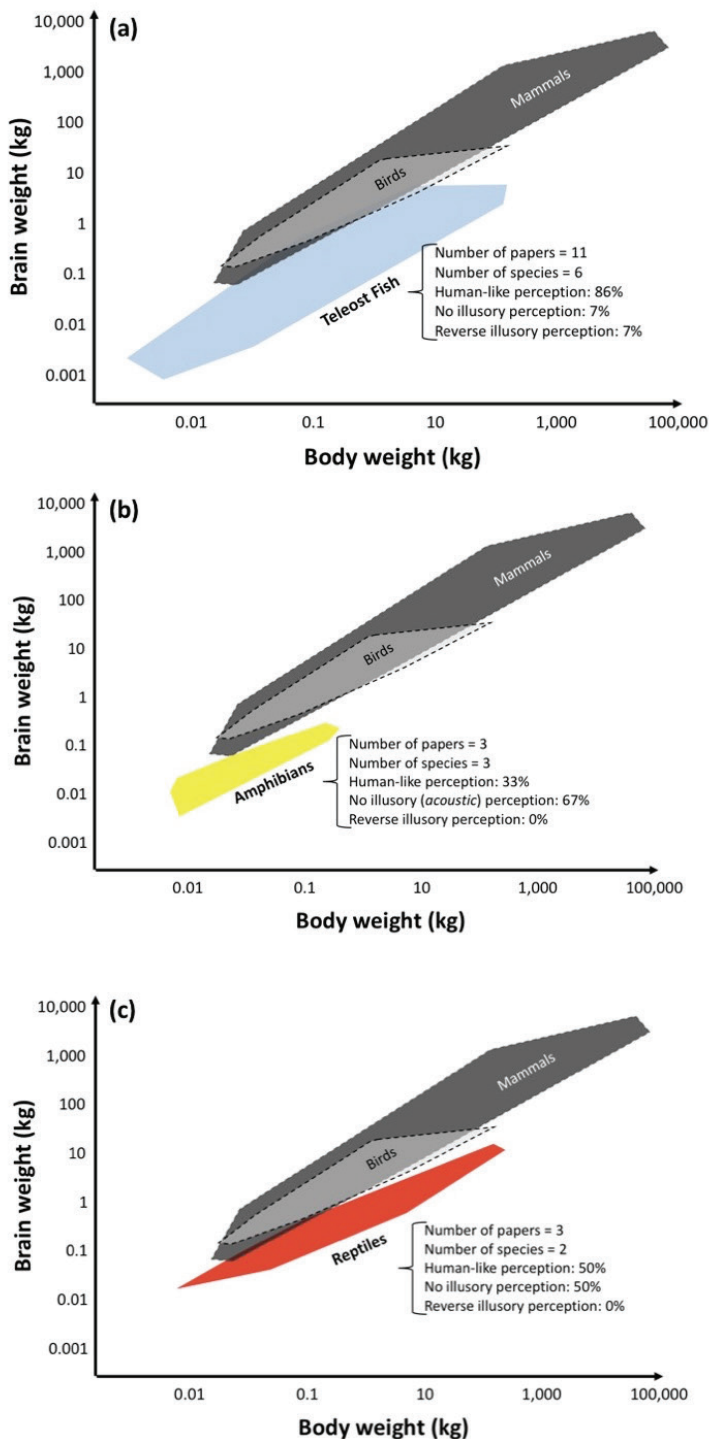 (a)
10,000
1,000
100
10
1
0.1
0.01
0.001
Brain weight (kg)
Mammals
Birds
Teleost Fish
Number of papers = 11
Number of species = 6
Human-like perception: 86%
No illusory perception: 7%
Reverse illusory perception: 7%
0.01
0.1
10
1,000
100,000
Body weight (kg)
(b)
10,000
1,000
100
10
1
0.1
0.01
0.001
Brain weight (kg)
Mammals
Birds
Amphibians
Number of papers = 3
Number of species = 3
Human-like perception: 33%
No illusory (acoustic) perception: 67%
Reverse illusory perception: 0%
0.01
0.1
10
1,000
100,000
Body weight (kg)
(c)
10,000
1,000
100
10
1
0.1
0.01
0.001
Brain weight (kg)
Mammals
Birds
Reptiles
Number of papers = 3
Number of species = 2
Human-like perception: 50%
No illusory perception: 50%
Reverse illusory perception: 0%
0.01
0.1
10
1,000
100,000
Body weight (kg)